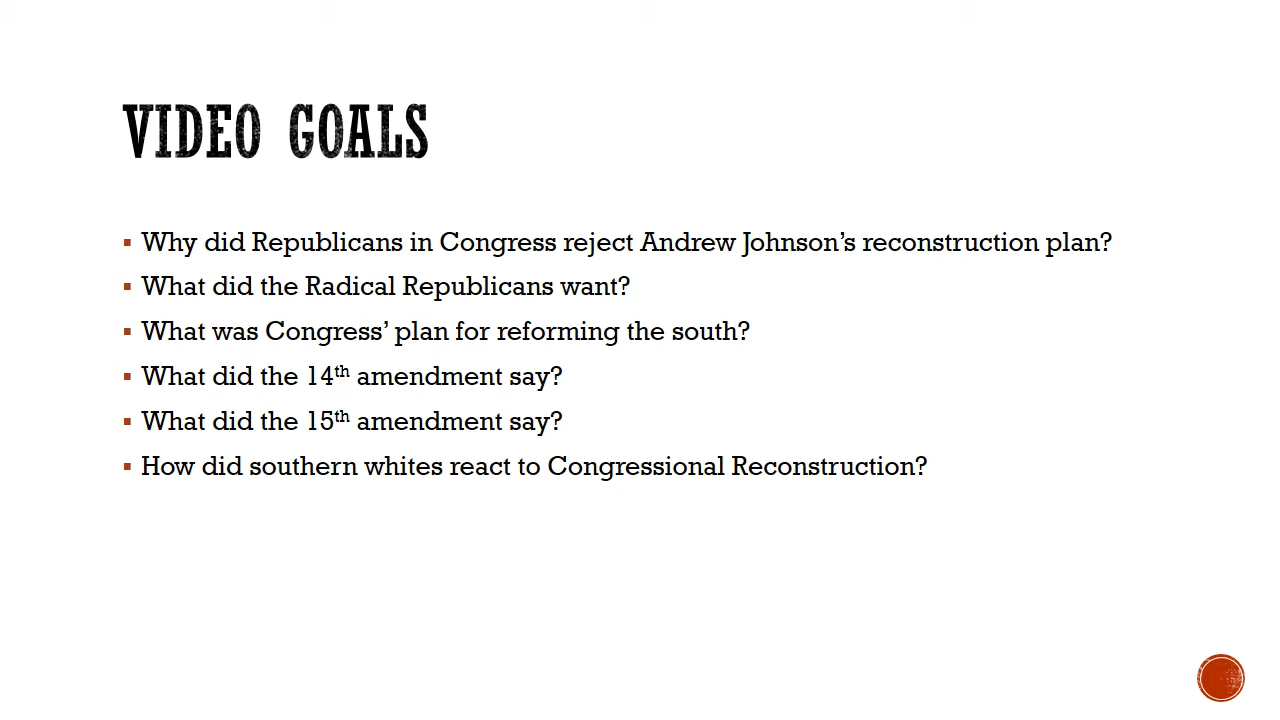 VIDEO GOALS
▪ Why did Republicans in Congress reject Andrew Johnson’s reconstruction plan?
▪ What did the Radical Republicans want?
▪ What was Congress’ plan for reforming the south?
▪ What did the 14th amendment say?
▪ What did the 15th amendment say?
▪ How did southern whites react to Congressional Reconstruction?